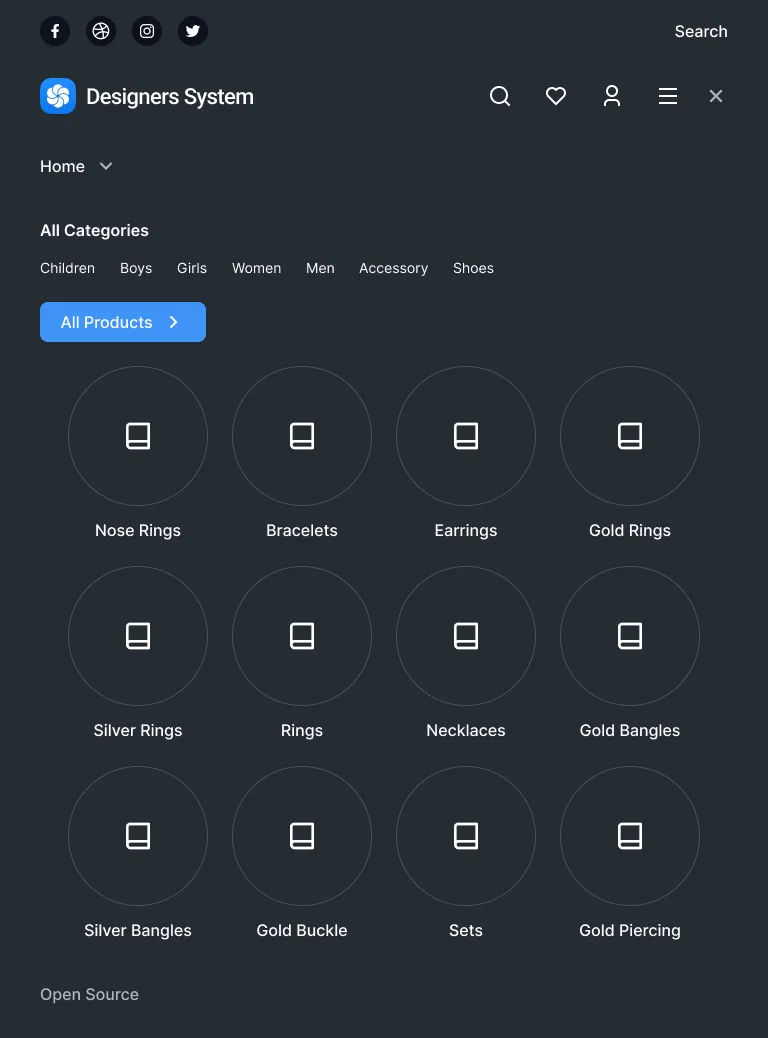 Search
Designers System
Home
All Categories
Children Boys Girls Women Men Accessory Shoes
All Products
Nose Rings Bracelets Earrings Gold Rings
Silver Rings Rings Necklaces Gold Bangles
Silver Bangles Gold Buckle Sets Gold Piercing
Open Source